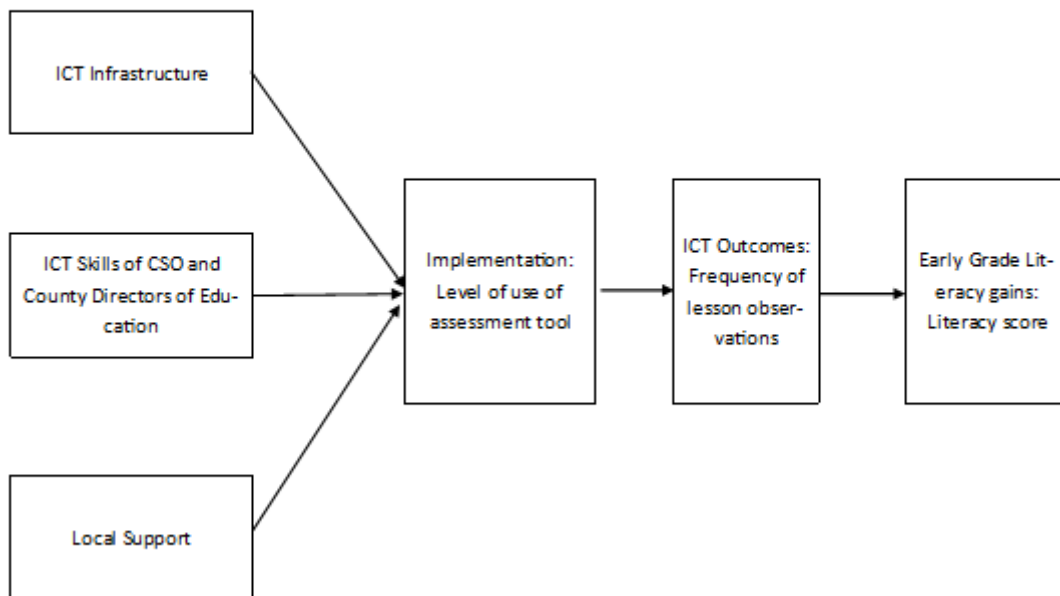 ICT Infrastructure
ICT Skills of CSO and
County Directors of Edu-
cation
Local Support
Implementation:
Level of use of
assessment tool
ICT Outcomes:
Frequency of
lesson obser-
vations
Early Grade Lit-
eracy gains:
Literacy score